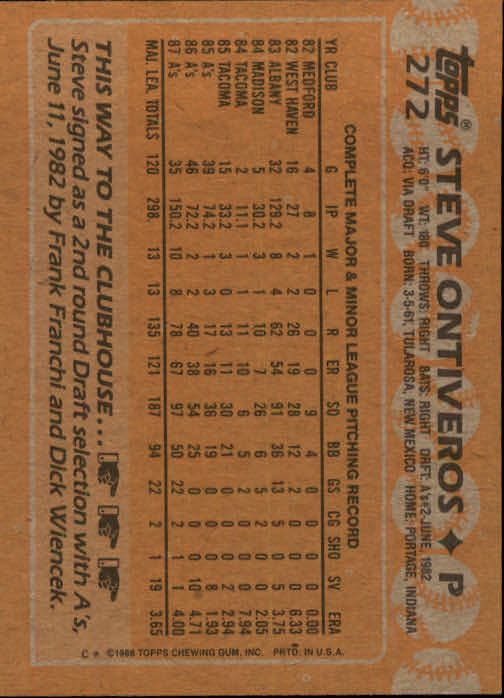 topps® STEVE ONTIVEROS ✦ P
272 HT: 6'0" WT: 180 THROWS: RIGHT BATS: RIGHT DRFT: A's #2-JUNE, 1982
ACQ: VIA DRAFT BORN: 3-5-61, TULAROSA, NEW MEXICO HOME: PORTAGE, INDIANA
COMPLETE MAJOR & MINOR LEAGUE PITCHING RECORD
YR CLUB G IP W L R ER SO BB GS CG SHO SV ERA
82 MEDFORD 4 8 1 0 0 0 9 4 0 0 0 0 0.00
82 WEST HAVEN 16 27 2 2 26 19 28 12 2 0 0 0 6.33
83 ALBANY 32 129.2 8 4 62 54 91 36 13 5 0 5 3.75
84 MADISON 5 30.2 3 1 10 7 26 6 5 2 0 0 2.05
84 TACOMA 2 11.1 1 1 11 10 6 5 2 0 0 0 7.94
85 TACOMA 15 33.2 3 0 13 11 30 21 0 0 0 2 2.94
85 A's 39 74.2 1 3 17 16 36 19 0 0 0 8 1.93
86 A's 46 72.2 2 2 40 38 54 25 0 0 0 10 4.71
87 A's 35 150.2 10 8 78 67 97 50 22 2 1 1 4.00
MAJ. LEA. TOTALS 120 298. 13 13 135 121 187 94 22 2 1 19 3.65
THIS WAY TO THE CLUBHOUSE . . .
Steve signed as a 2nd round Draft selection with A's,
June 11, 1982 by Frank Franchi and Dick Wiencek.
C * ©1988 TOPPS CHEWING GUM, INC. PRTD. IN U.S.A.